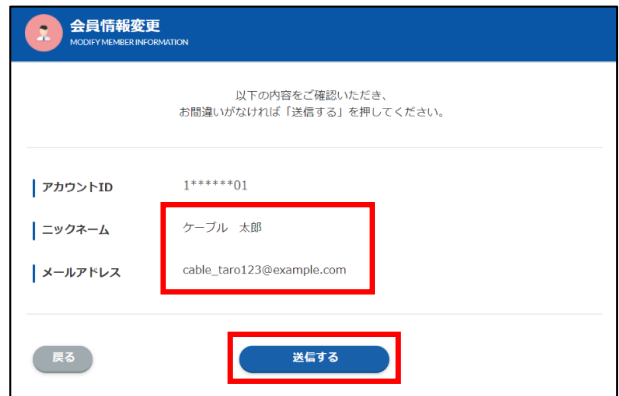 会員情報変更
MODIFY MEMBER INFORMATION
以下の内容をご確認いただき、
お間違いがなければ「送信する」を押してください。
アカウントID 1******01
ニックネーム ケーブル　太郎
メールアドレス cable_taro123@example.com
戻る 送信する